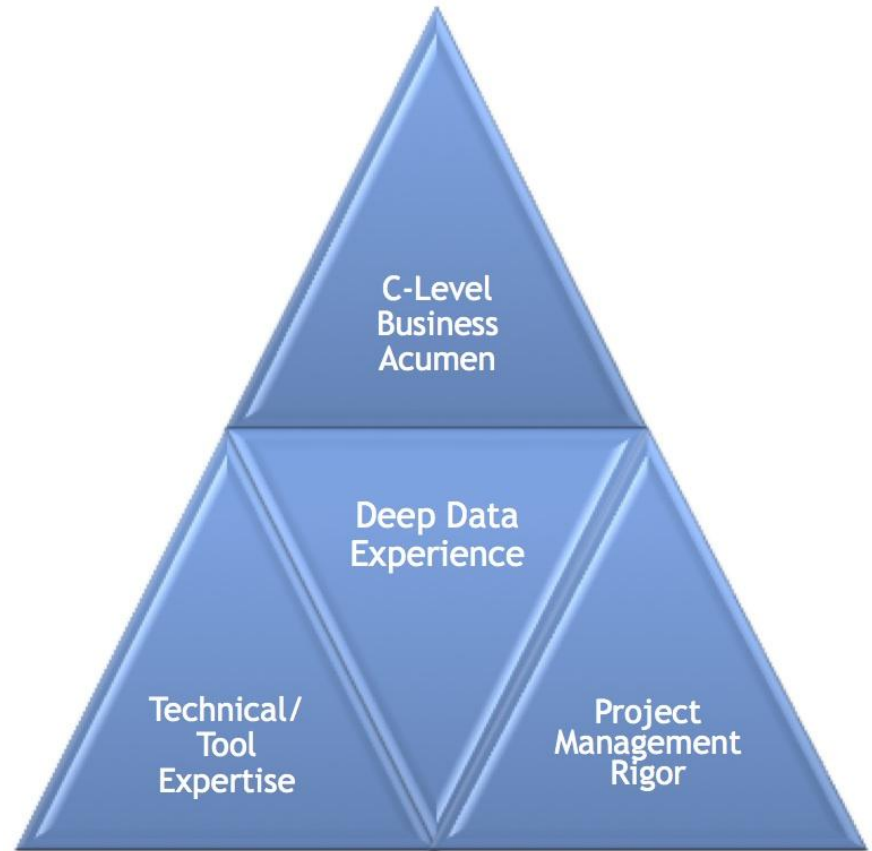 C-Level
Business
Acumen
Deep Data
Experience
Technical/
Tool
Expertise
Project
Management
Rigor